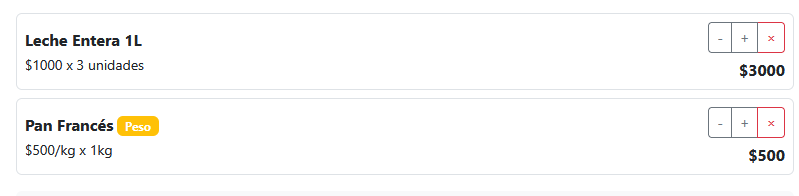 Leche Entera 1L
- + ×
$1000 x 3 unidades
$3000
Pan Francés Peso
- + ×
$500/kg x 1kg
$500